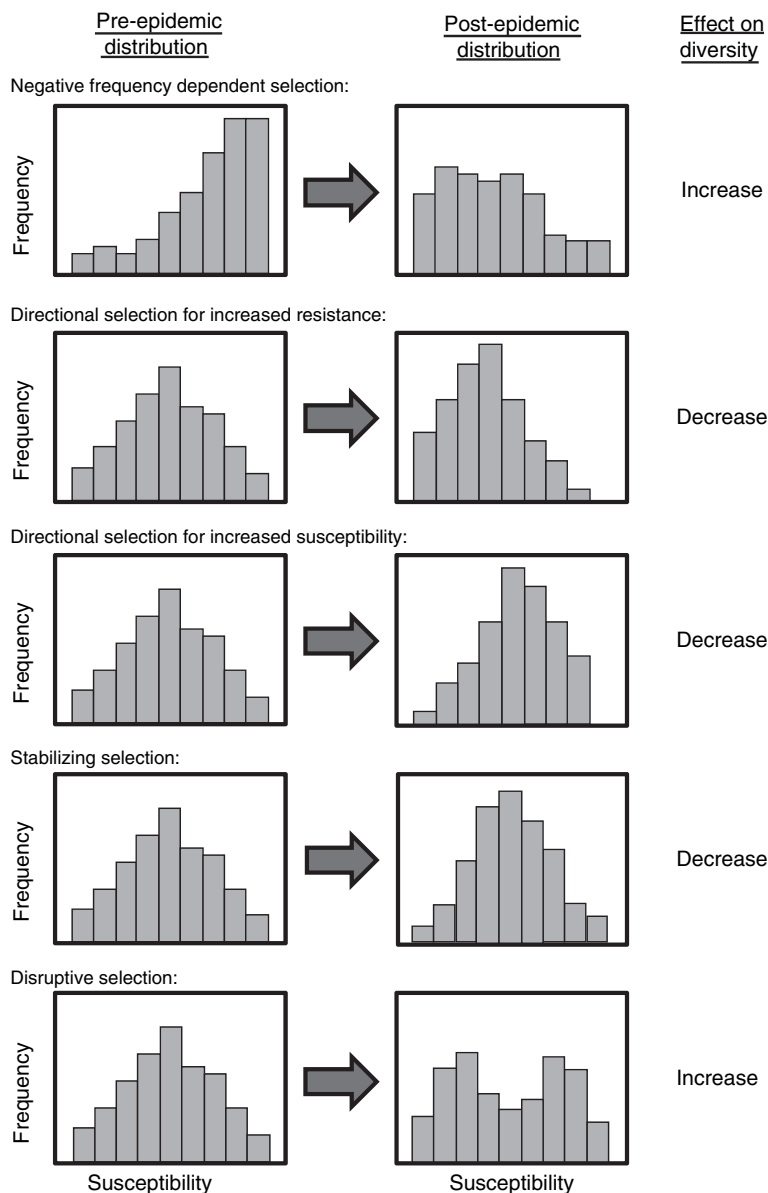 Pre-epidemic
distribution
Post-epidemic
distribution
Effect on
diversity
Negative frequency dependent selection:
Frequency
Increase
Directional selection for increased resistance:
Frequency
Decrease
Directional selection for increased susceptibility:
Frequency
Decrease
Stabilizing selection:
Frequency
Decrease
Disruptive selection:
Frequency
Increase
Susceptibility
Susceptibility